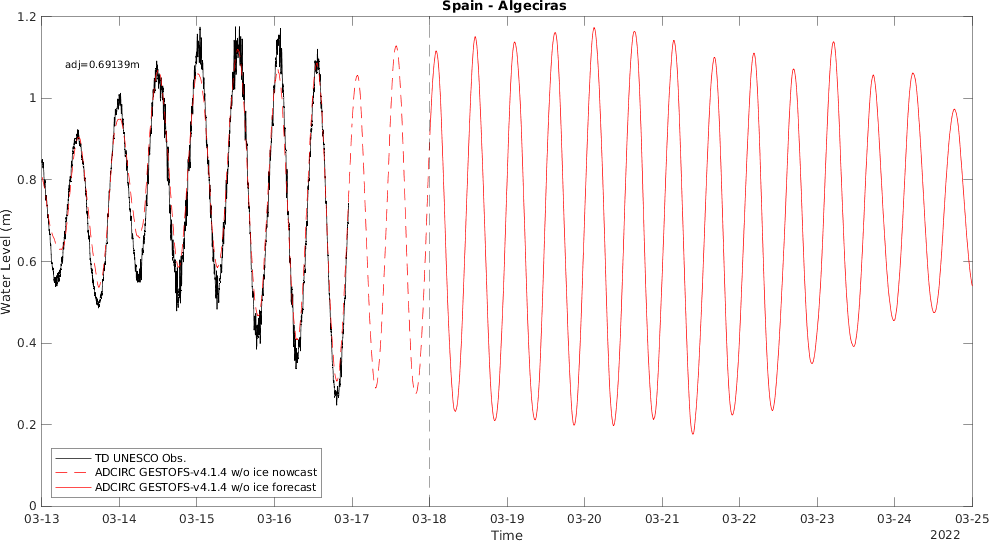 Spain - Algeciras
1.2
adj=0.69139m
1
0.8
0.6
Water Level (m)
0.4
0.2
0
TD UNESCO Obs.
ADCIRC GESTOFS-v4.1.4 w/o ice nowcast
ADCIRC GESTOFS-v4.1.4 w/o ice forecast
03-13 03-14 03-15 03-16 03-17 03-18 03-19 03-20 03-21 03-22 03-23 03-24 03-25
Time
2022